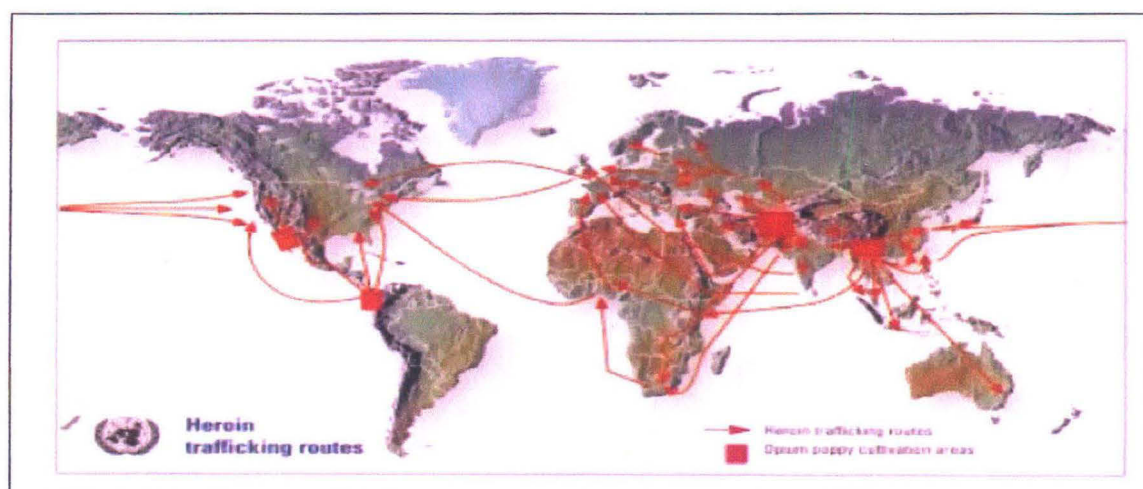 Heroin
trafficking routes
Heroin trafficking routes
Opium poppy cultivation areas